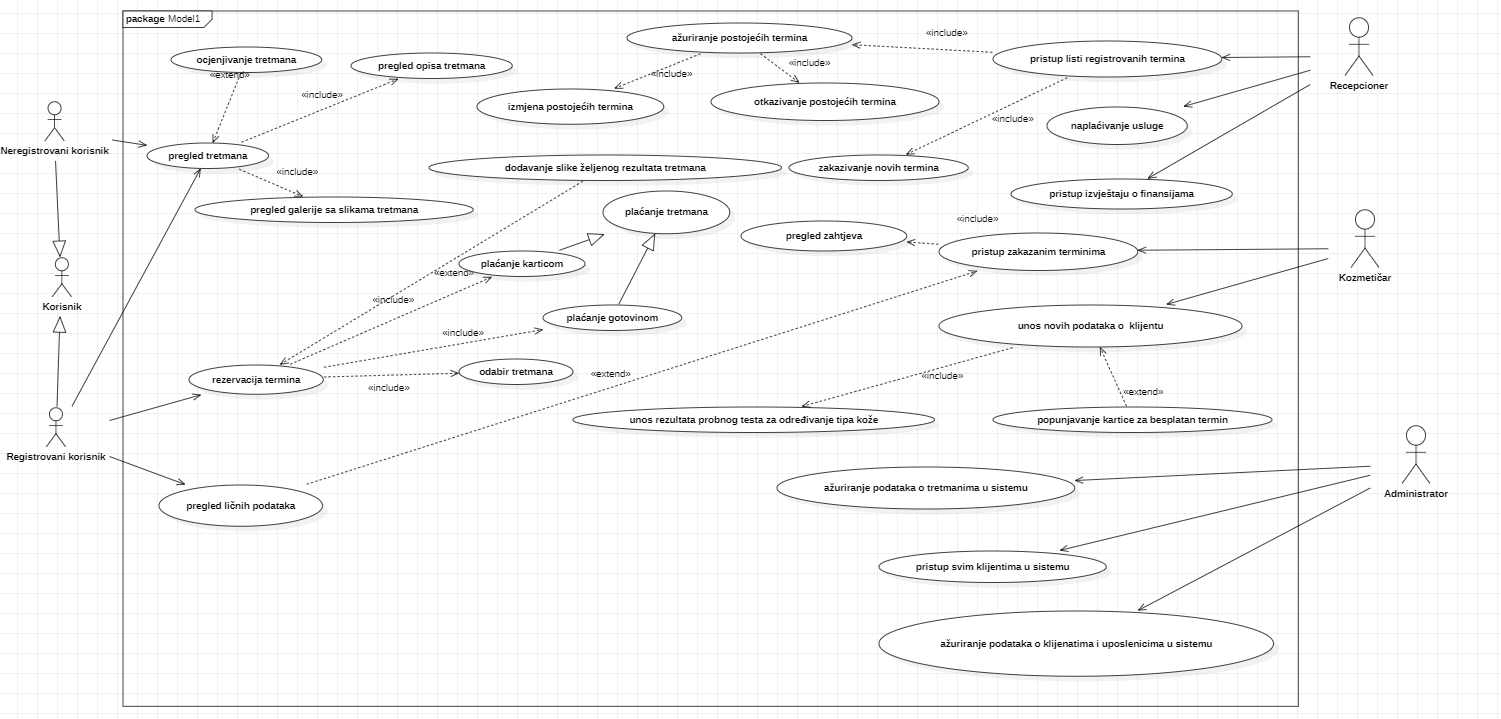 package Model1
ocjenjivanje tretmana
«extend»
pregled opisa tretmana
«include»
ažuriranje postojećih termina
«include»
pristup listi registrovanih termina
Recepcioner
«include»
«include»
izmjena postojećih termina
otkazivanje postojećih termina
«include»
naplaćivanje usluge
Neregistrovani korisnik
pregled tretmana
«include»
dodavanje slike željenog rezultata tretmana
zakazivanje novih termina
pristup izvještaju o finansijama
pregled galerije sa slikama tretmana
plaćanje tretmana
«include»
pregled zahtjeva
pristup zakazanim terminima
Kozmetičar
plaćanje karticom
«extend»
Korisnik
«include»
plaćanje gotovinom
«include»
unos novih podataka o  klijentu
rezervacija termina
odabir tretmana
«include»
«extend»
«include»
«extend»
unos rezultata probnog testa za određivanje tipa kože
popunjavanje kartice za besplatan termin
Registrovani korisnik
pregled ličnih podataka
ažuriranje podataka o tretmanima u sistemu
Administrator
pristup svim klijentima u sistemu
ažuriranje podataka o klijenatima i uposlenicima u sistemu